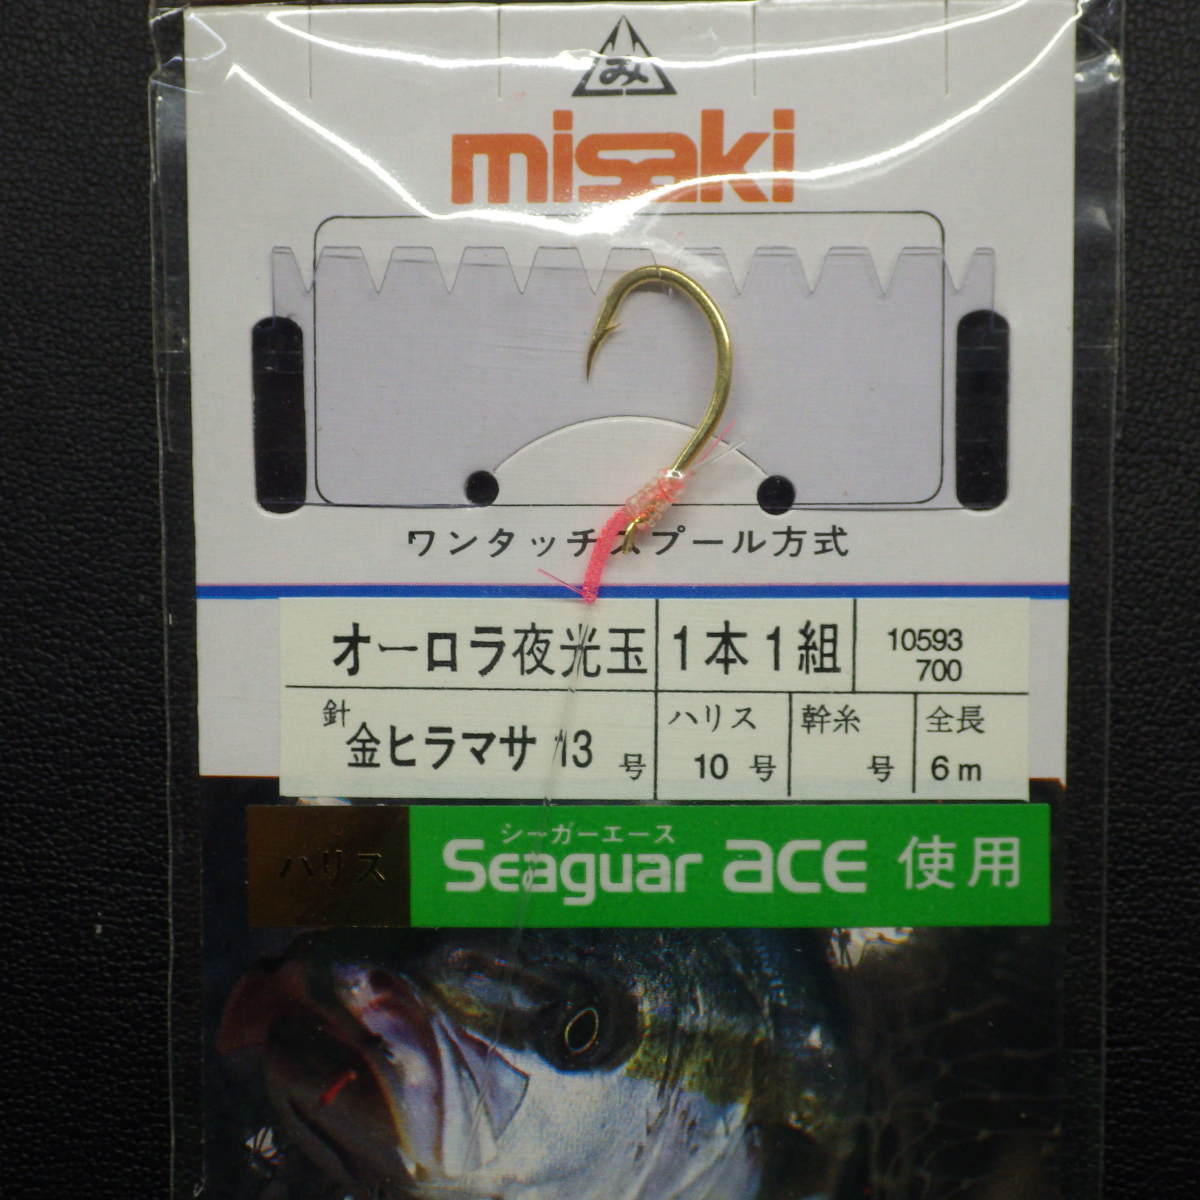 み
misaki
ワンタッチスプール方式
オーロラ夜光玉 1本1組 10593
700
針 ハリス 幹糸 全長
金ヒラマサ 13 号 10 号 号 6m
シーガーエース
ハリス Seaguar ACE 使用